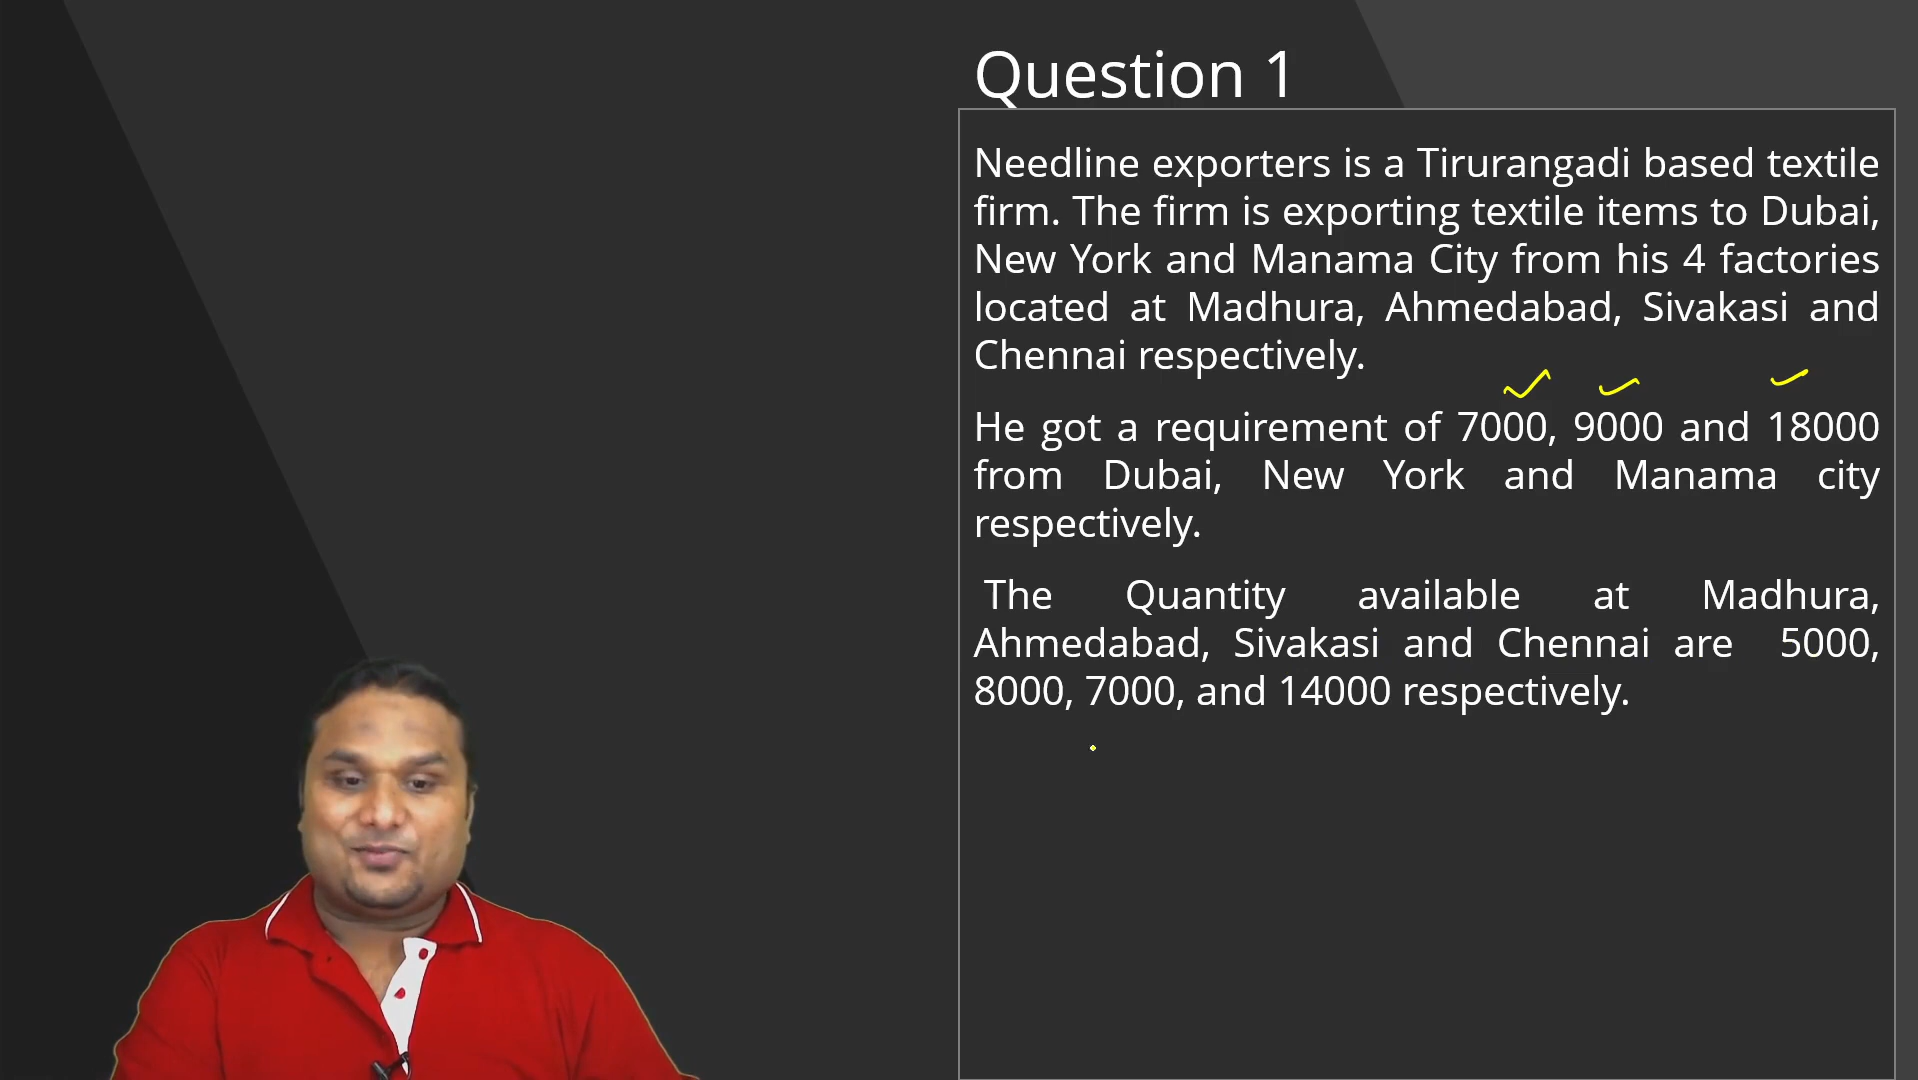 Question 1
Needline exporters is a Tirurangadi based textile
firm. The firm is exporting textile items to Dubai,
New York and Manama City from his 4 factories
located at Madhura, Ahmedabad, Sivakasi and
Chennai respectively.
He got a requirement of 7000, 9000 and 18000
from Dubai, New York and Manama city
respectively.
The Quantity available at Madhura,
Ahmedabad, Sivakasi and Chennai are 5000,
8000, 7000, and 14000 respectively.